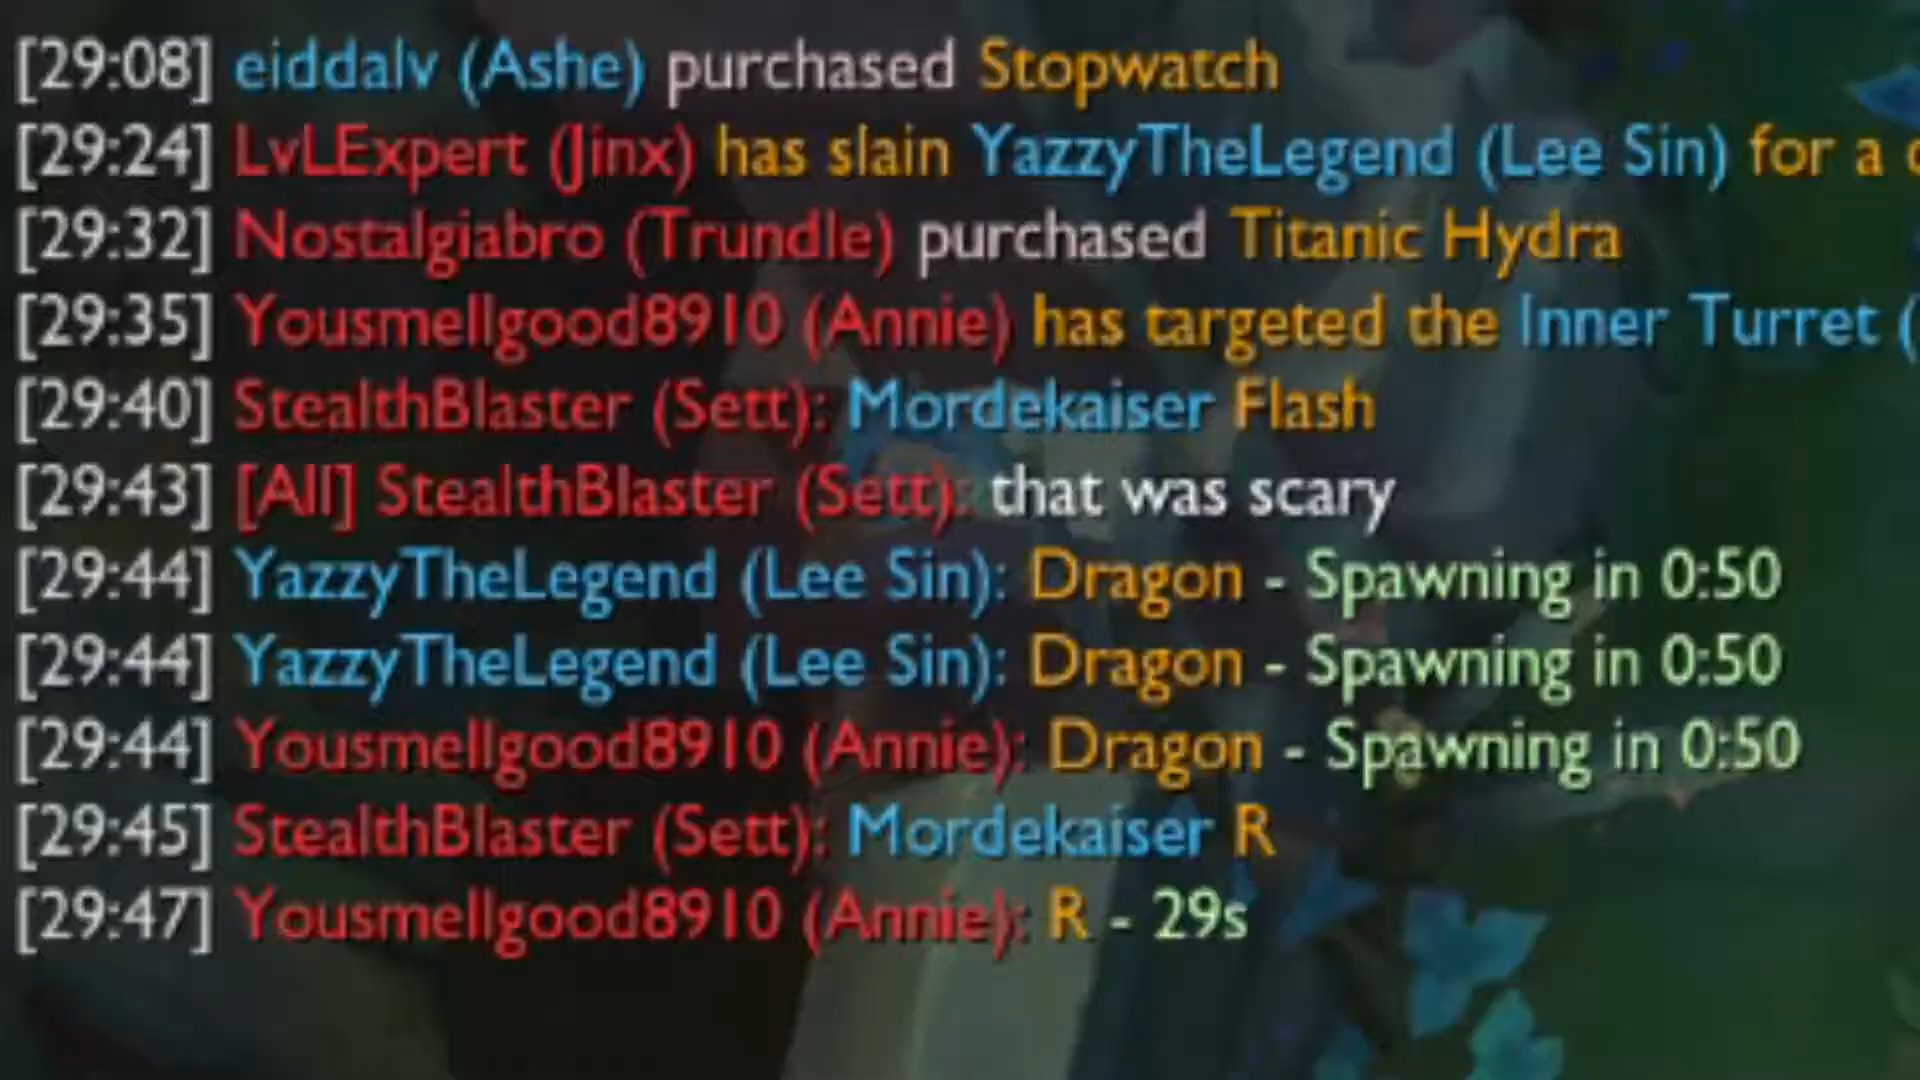 [29:08] eiddalv (Ashe) purchased Stopwatch
[29:24] LvLExpert (Jinx) has slain YazzyTheLegend (Lee Sin) for a
[29:32] Nostalgiabro (Trundle) purchased Titanic Hydra
[29:35] Yousmellgood8910 (Annie) has targeted the Inner Turret (
[29:40] StealthBlaster (Sett): Mordekaiser Flash
[29:43] [All] StealthBlaster (Sett): that was scary
[29:44] YazzyTheLegend (Lee Sin): Dragon - Spawning in 0:50
[29:44] YazzyTheLegend (Lee Sin): Dragon - Spawning in 0:50
[29:44] Yousmellgood8910 (Annie): Dragon - Spawning in 0:50
[29:45] StealthBlaster (Sett): Mordekaiser R
[29:47] Yousmellgood8910 (Annie): R - 29s